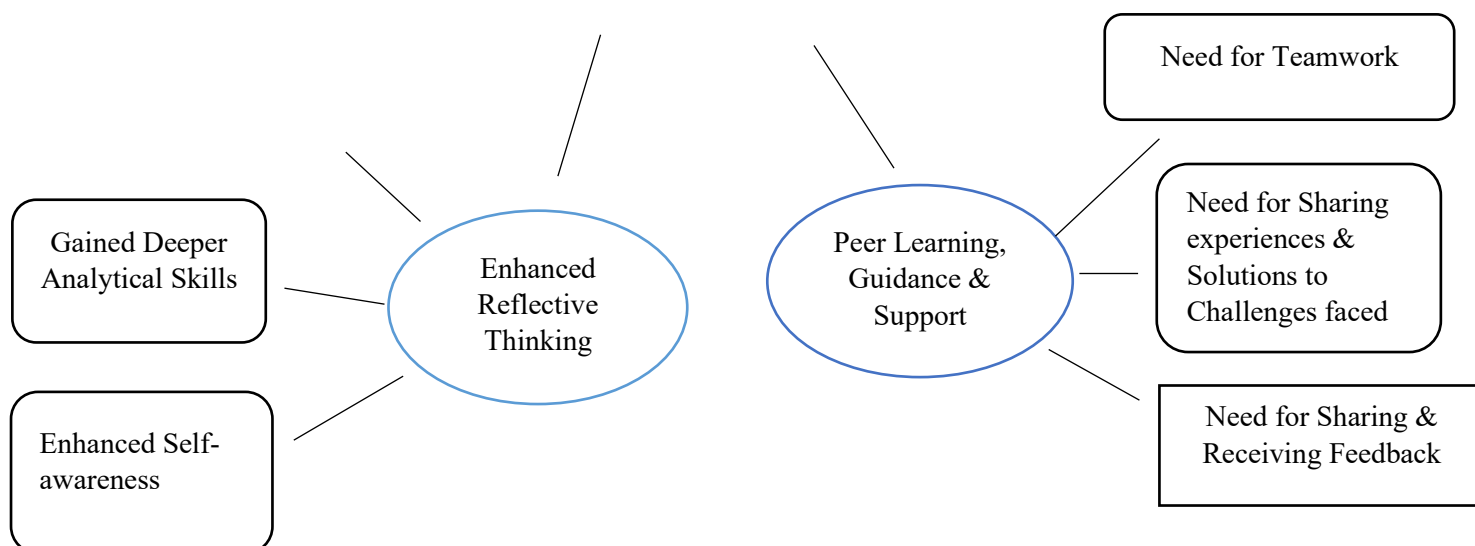 Need for Teamwork
Gained Deeper
Analytical Skills
Enhanced Self-
awareness
Enhanced
Reflective
Thinking
Peer Learning,
Guidance &
Support
Need for Sharing
experiences &
Solutions to
Challenges faced
Need for Sharing &
Receiving Feedback